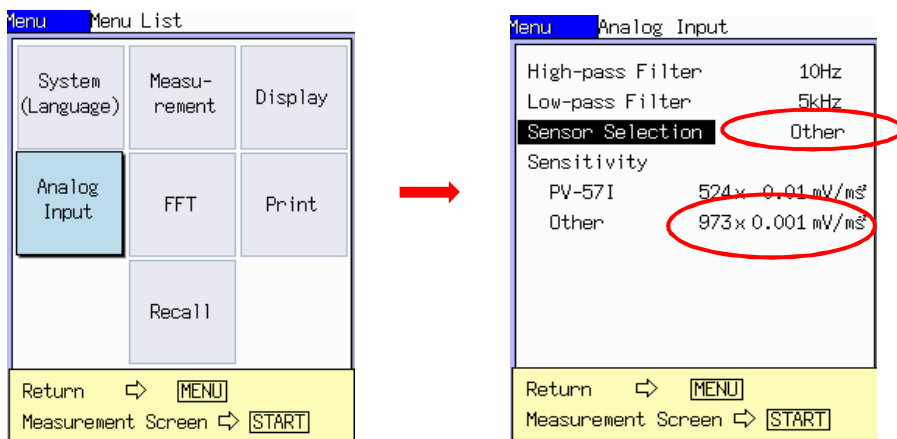 Menu Menu List
System
(Language)
Measu-
rement
Display
Analog
Input
FFT
Print
Recall
Return ⇨ MENU
Measurement Screen ⇨ START
Menu Analog Input
High-pass Filter 10Hz
Low-pass Filter 5kHz
Sensor Selection Other
Sensitivity
PV-57I 524x 0.01 mV/ms²
Other 973x 0.001 mV/ms²
Return ⇨ MENU
Measurement Screen ⇨ START